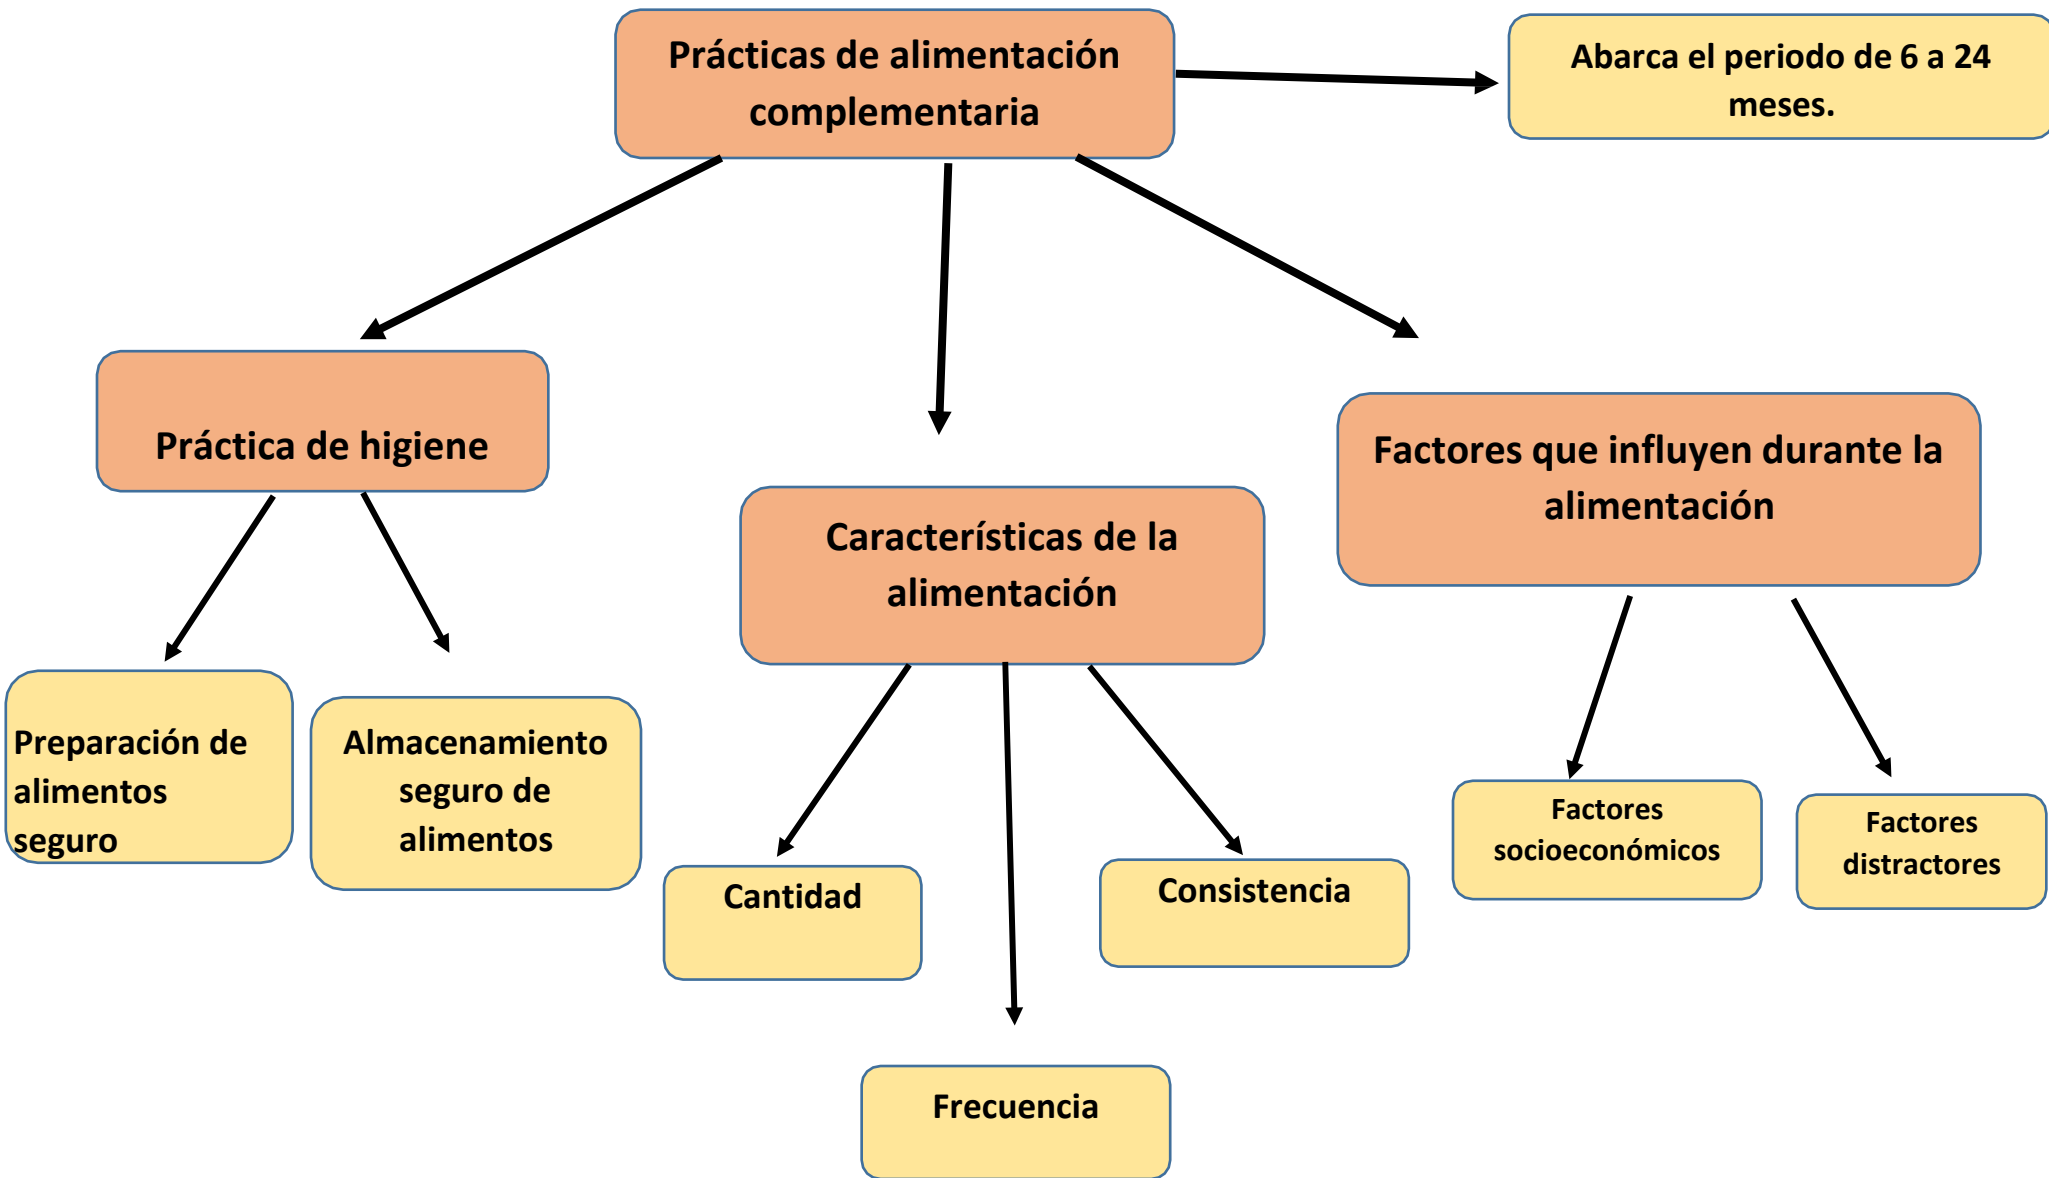 Prácticas de alimentación
complementaria
Abarca el periodo de 6 a 24
meses.
Práctica de higiene
Características de la
alimentación
Factores que influyen durante la
alimentación
Preparación de
alimentos
seguro
Almacenamiento
seguro de
alimentos
Cantidad
Frecuencia
Consistencia
Factores
socioeconómicos
Factores
distractores